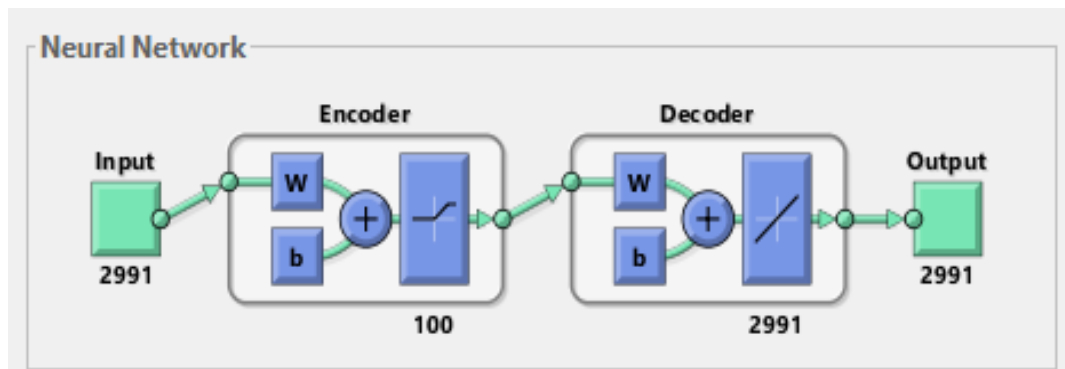 Neural Network
Encoder
Decoder
Input
Output
W
b
W
b
2991
100
2991
2991